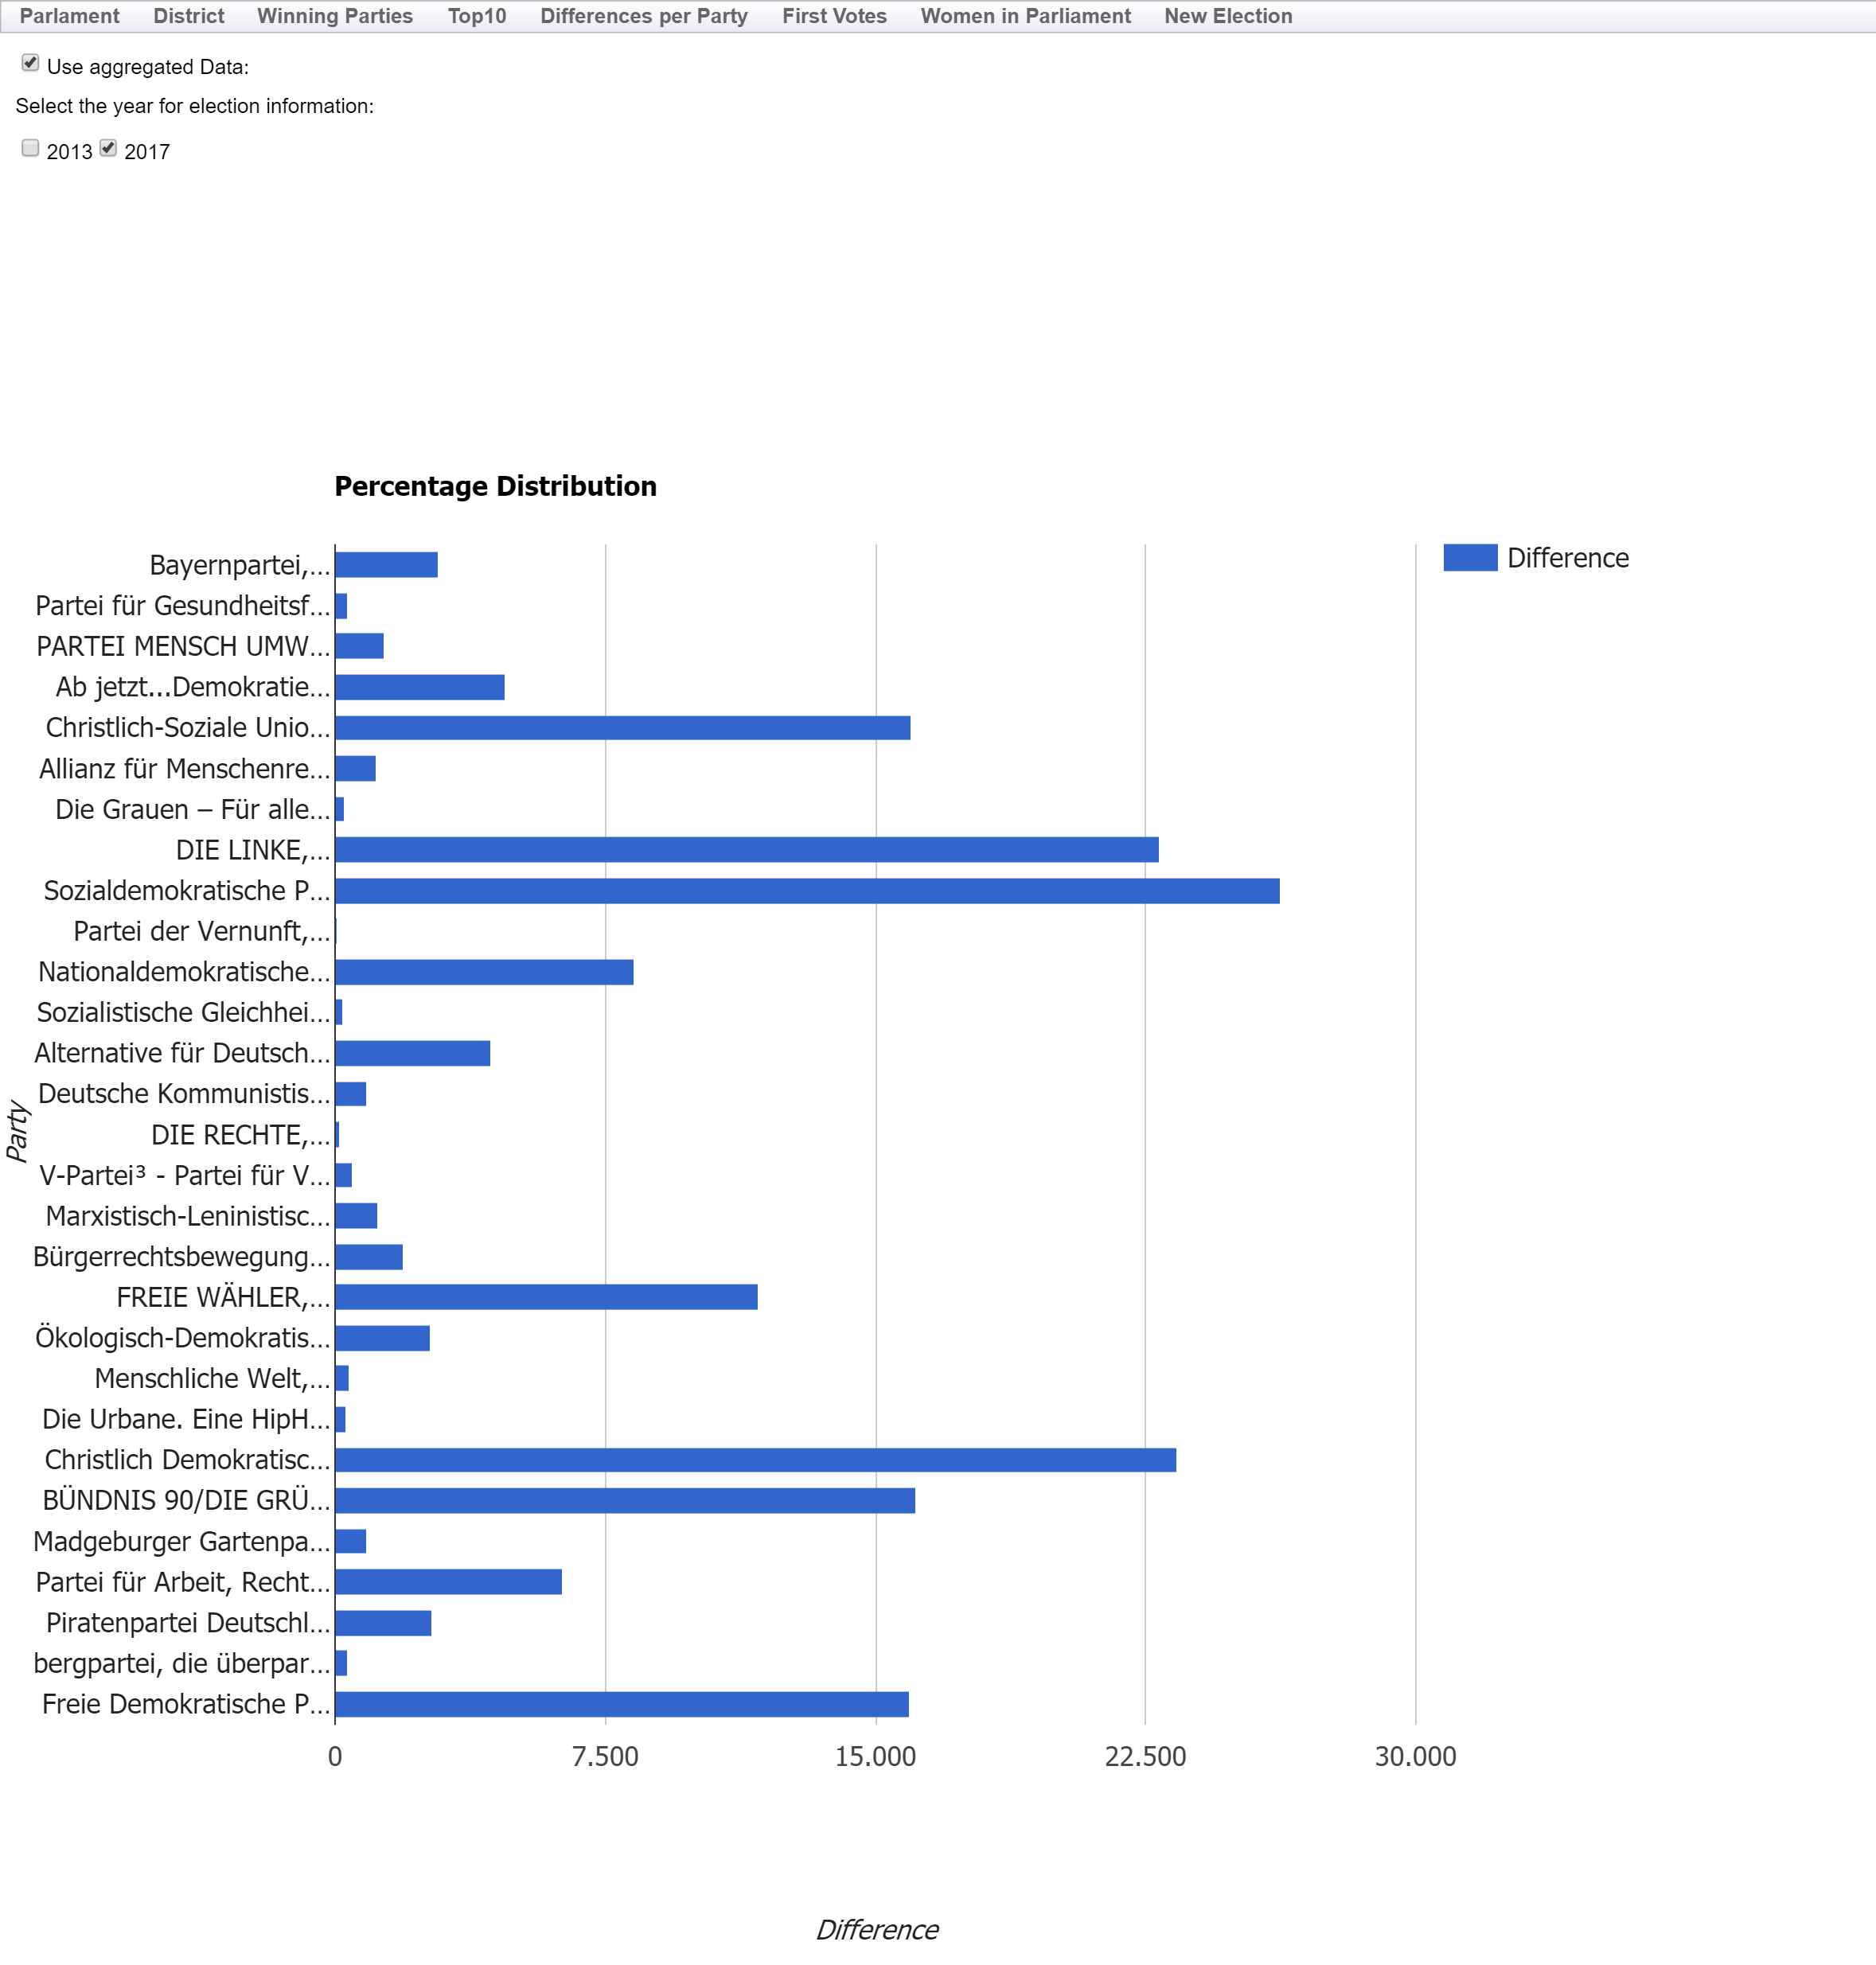 Parlament District Winning Parties Top10 Differences per Party First Votes Women in Parliament New Election
Use aggregated Data:
Select the year for election information:
2013 2017
Percentage Distribution
Difference
Bayernpartei,...
Partei für Gesundheitsf...
PARTEI MENSCH UMW...
Ab jetzt...Demokratie...
Christlich-Soziale Unio...
Allianz für Menschenre...
Die Grauen – Für alle...
DIE LINKE,...
Sozialdemokratische P...
Partei der Vernunft,...
Nationaldemokratische...
Sozialistische Gleichhei...
Alternative für Deutsch...
Deutsche Kommunistis...
DIE RECHTE,...
V-Partei³ - Partei für V...
Marxistisch-Leninistisc...
Bürgerrechtsbewegung...
FREIE WÄHLER,...
Ökologisch-Demokratis...
Menschliche Welt,...
Die Urbane. Eine HipH...
Christlich Demokratisc...
BÜNDNIS 90/DIE GRÜ...
Madgeburger Gartenpa...
Partei für Arbeit, Recht...
Piratenpartei Deutschl...
bergpartei, die überpar...
Freie Demokratische P...
Party
0 7.500 15.000 22.500 30.000
Difference